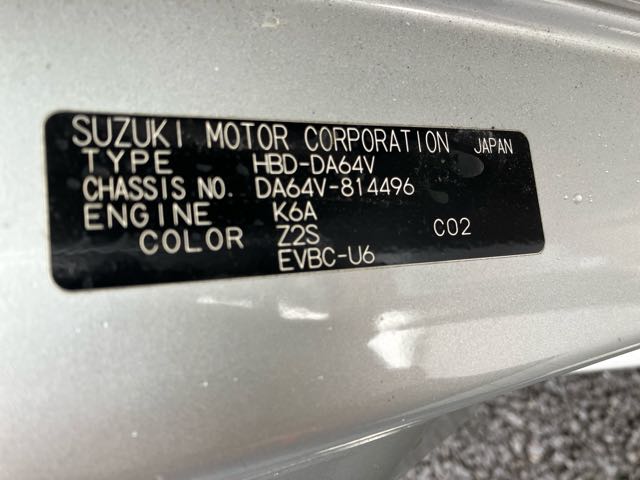 SUZUKI MOTOR CORPORATION JAPAN
TYPE HBD-DA64V
CHASSIS NO. DA64V-814496
ENGINE K6A
COLOR Z2S C02
EVBC-U6